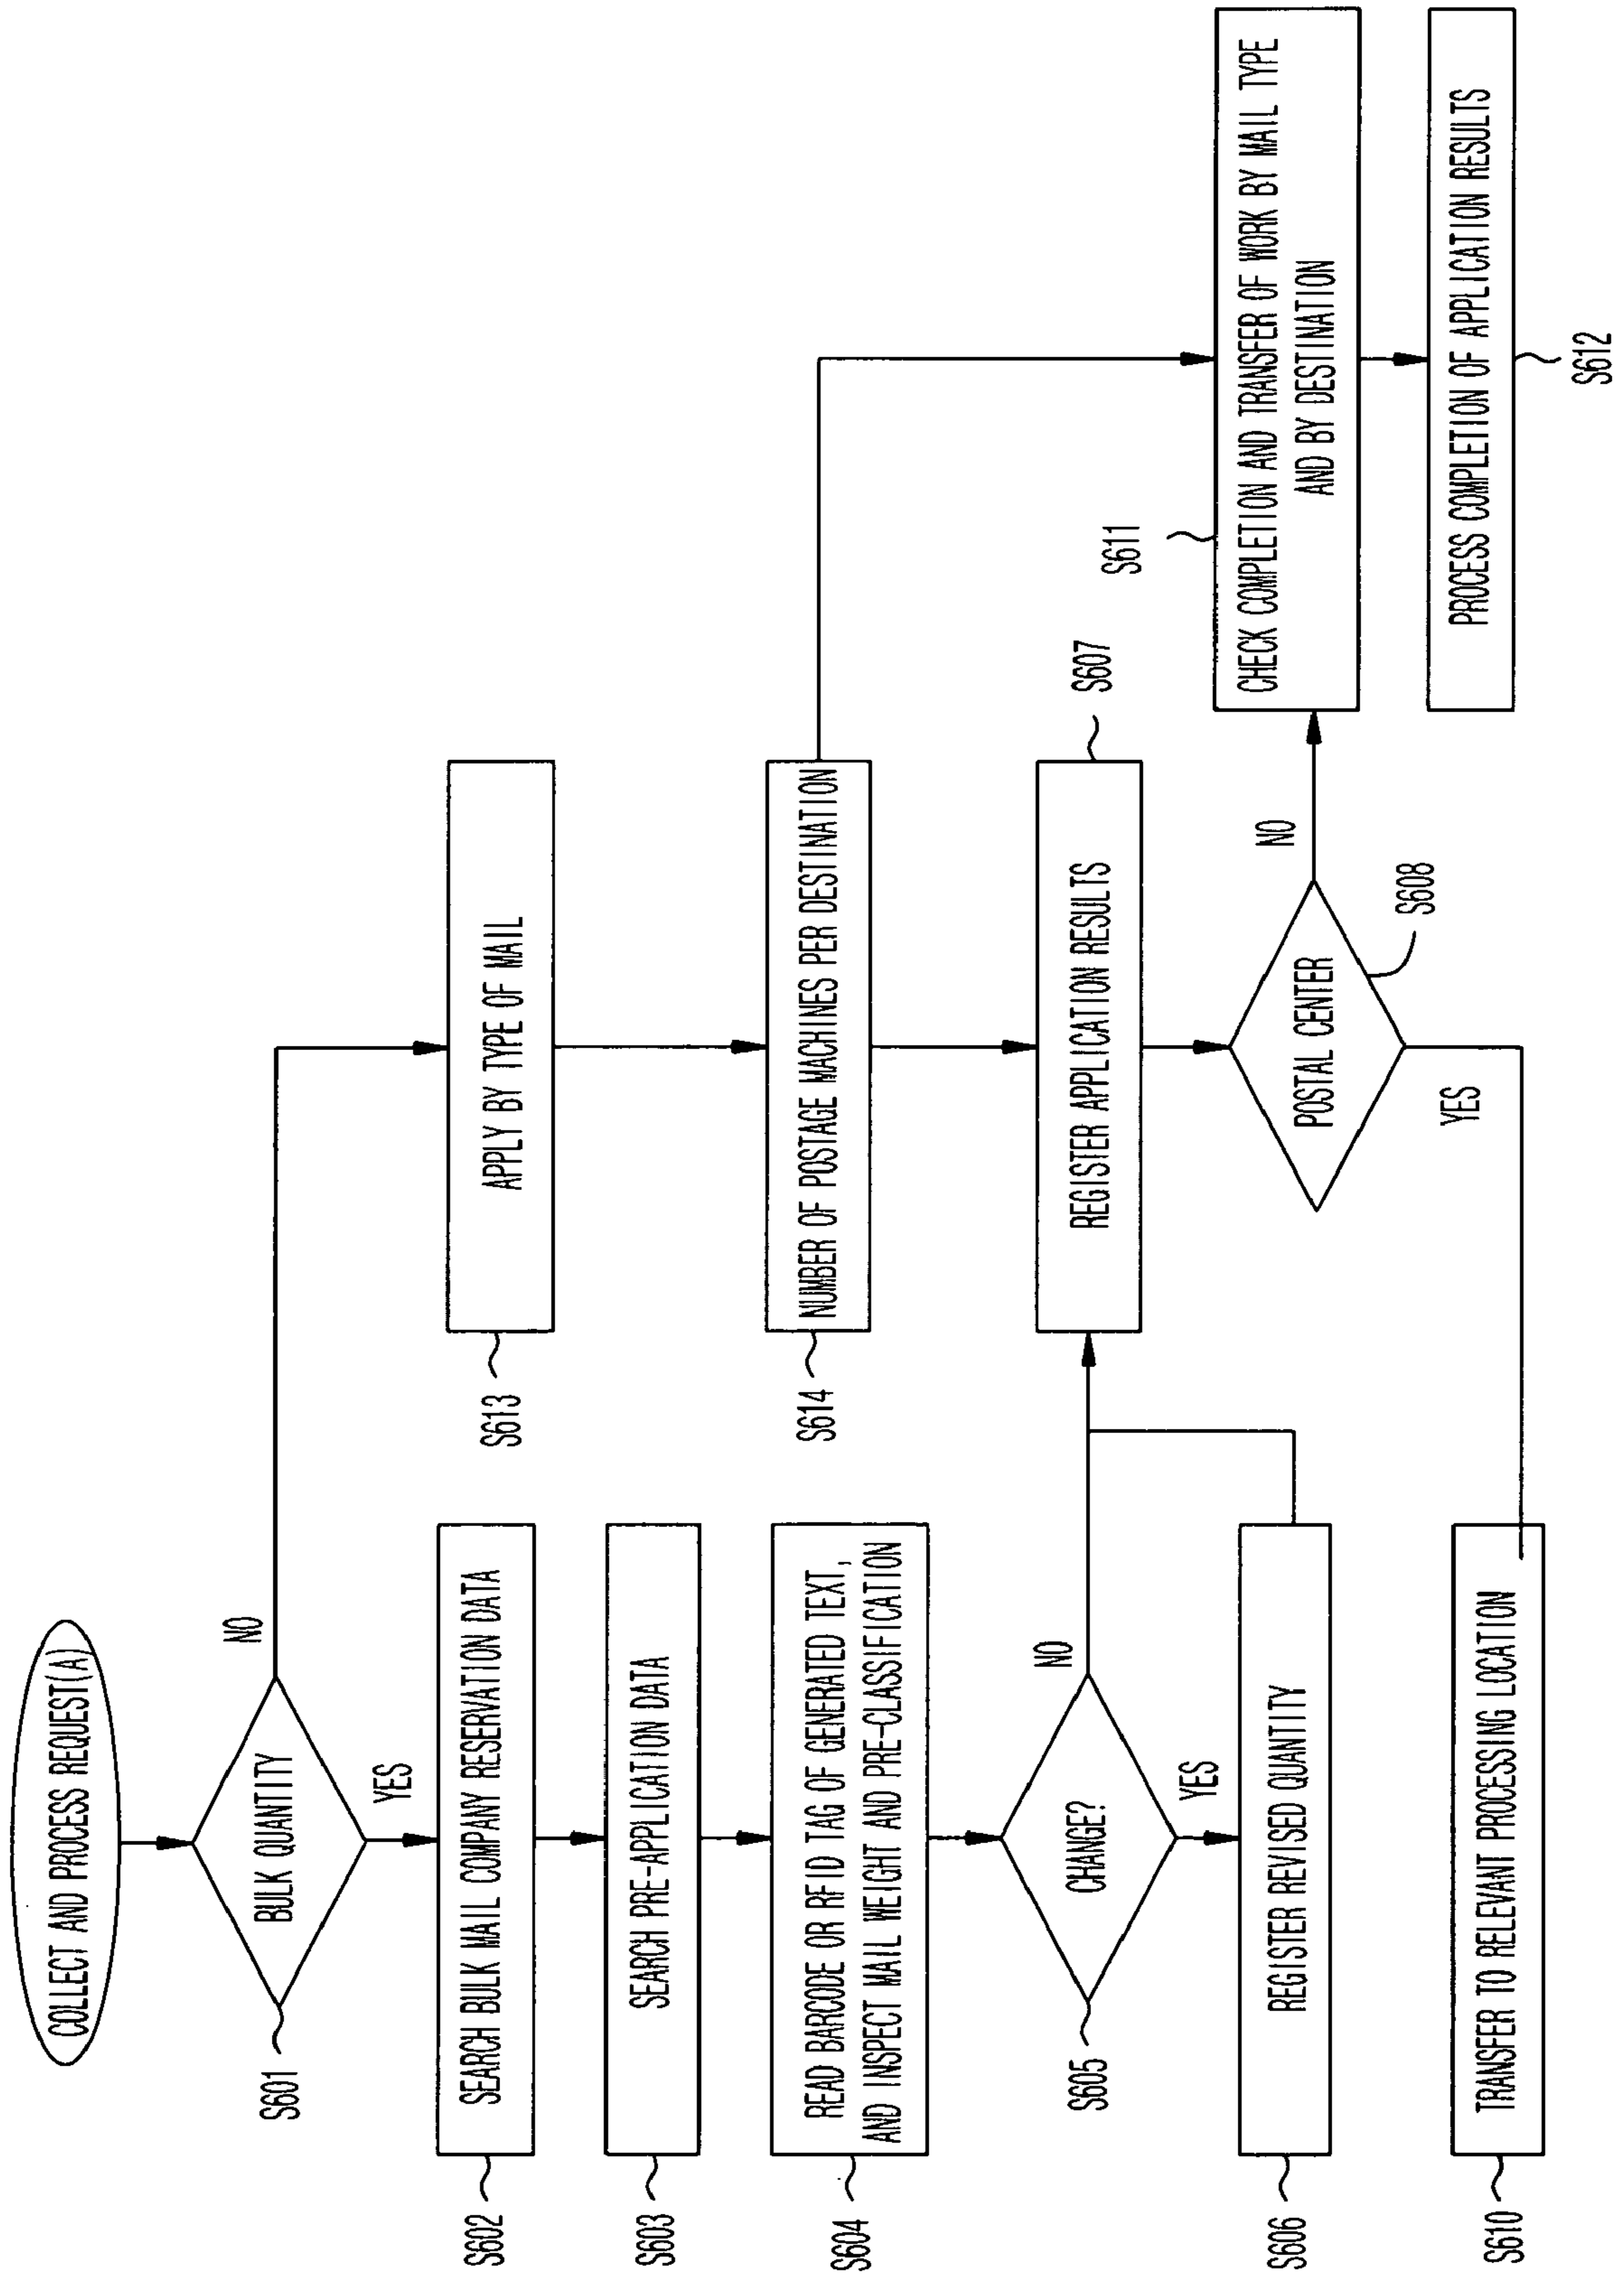 COLLECT AND PROCESS REQUEST(A)
BULK QUANTITY
S601
NO
YES
SEARCH BULK MAIL COMPANY RESERVATION DATA
S602
SEARCH PRE-APPLICATION DATA
S603
READ BARCODE OR RFID TAG OF GENERATED TEXT,
AND INSPECT MAIL WEIGHT AND PRE-CLASSIFICATION
S604
CHANGE?
S605
NO
YES
REGISTER REVISED QUANTITY
S606
TRANSFER TO RELEVANT PROCESSING LOCATION
S610
APPLY BY TYPE OF MAIL
S613
NUMBER OF POSTAGE MACHINES PER DESTINATION
S614
REGISTER APPLICATION RESULTS
S607
POSTAL CENTER
S608
NO
YES
S611
CHECK COMPLETION AND TRANSFER OF WORK BY MAIL TYPE
AND BY DESTINATION
PROCESS COMPLETION OF APPLICATION RESULTS
S612